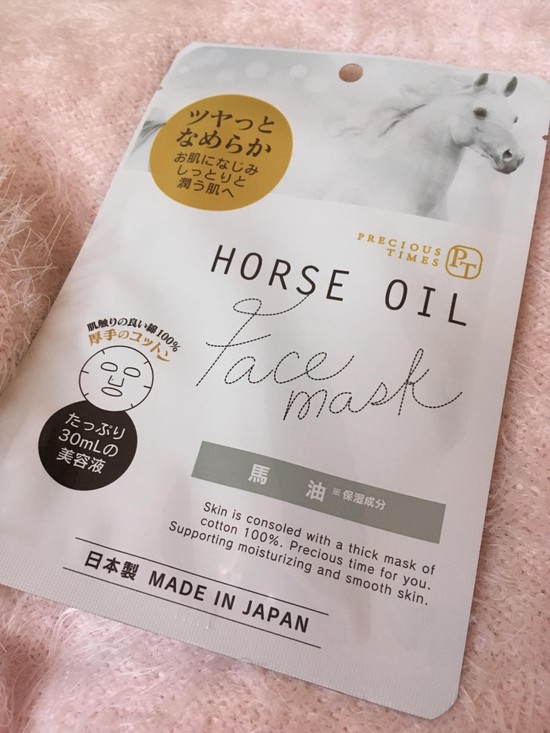 ツヤっと
なめらか
お肌になじみ
しっとりと
潤う肌へ
PRECIOUS
TIMES
PT
HORSE OIL
Face
mask
肌触りの良い綿100%
厚手のコットン
たっぷり
30mLの
美容液
馬 油 ※保湿成分
Skin is consoled with a thick mask of
cotton 100%. Precious time for you.
Supporting moisturizing and smooth skin.
日本製 MADE IN JAPAN